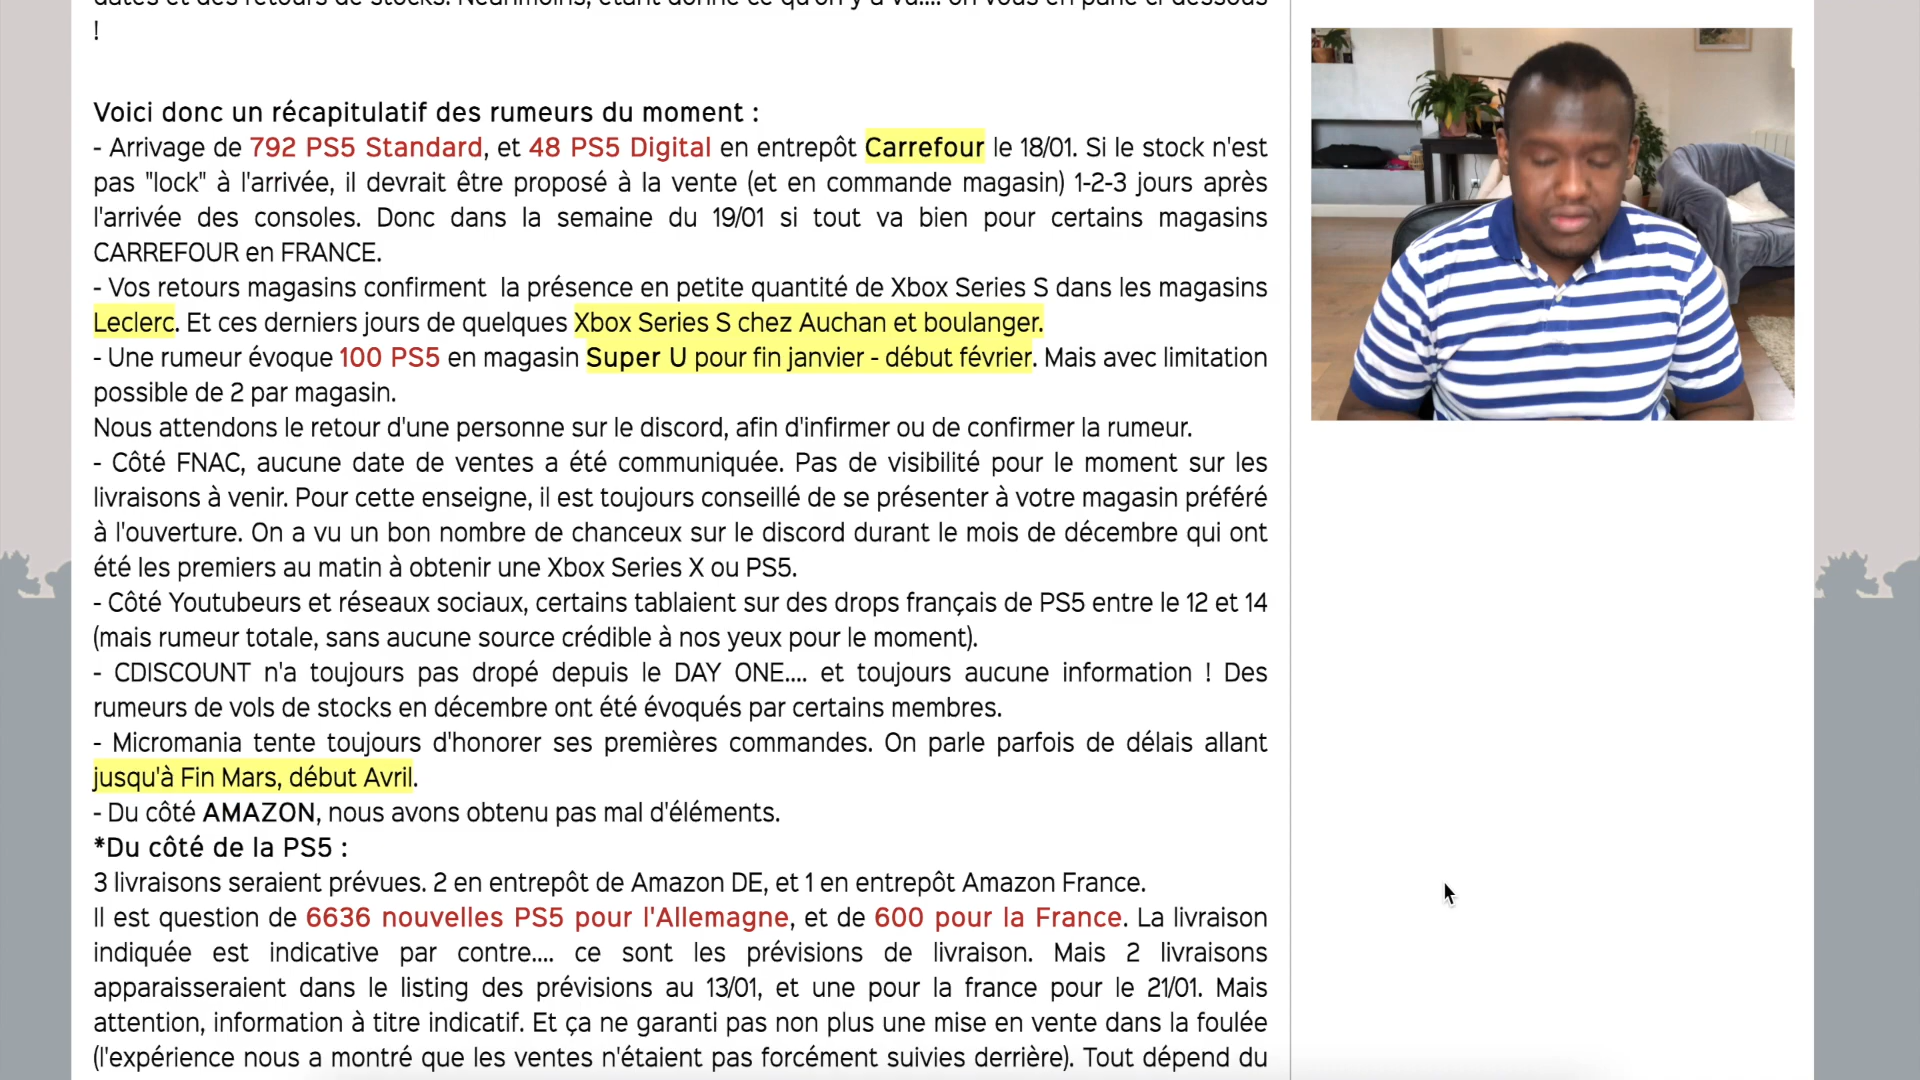 dates et des retours de stocks. Néanmoins, étant donné ce qu'on y a vu.... on vous en parle ci-dessous
!
Voici donc un récapitulatif des rumeurs du moment :
- Arrivage de 792 PS5 Standard, et 48 PS5 Digital en entrepôt Carrefour le 18/01. Si le stock n'est
pas "lock" à l'arrivée, il devrait être proposé à la vente (et en commande magasin) 1-2-3 jours après
l'arrivée des consoles. Donc dans la semaine du 19/01 si tout va bien pour certains magasins
CARREFOUR en FRANCE.
- Vos retours magasins confirment  la présence en petite quantité de Xbox Series S dans les magasins
Leclerc. Et ces derniers jours de quelques Xbox Series S chez Auchan et boulanger.
- Une rumeur évoque 100 PS5 en magasin Super U pour fin janvier - début février. Mais avec limitation
possible de 2 par magasin.
Nous attendons le retour d'une personne sur le discord, afin d'infirmer ou de confirmer la rumeur.
- Côté FNAC, aucune date de ventes a été communiquée. Pas de visibilité pour le moment sur les
livraisons à venir. Pour cette enseigne, il est toujours conseillé de se présenter à votre magasin préféré
à l'ouverture. On a vu un bon nombre de chanceux sur le discord durant le mois de décembre qui ont
été les premiers au matin à obtenir une Xbox Series X ou PS5.
- Côté Youtubeurs et réseaux sociaux, certains tablaient sur des drops français de PS5 entre le 12 et 14
(mais rumeur totale, sans aucune source crédible à nos yeux pour le moment).
- CDISCOUNT n'a toujours pas dropé depuis le DAY ONE.... et toujours aucune information ! Des
rumeurs de vols de stocks en décembre ont été évoqués par certains membres.
- Micromania tente toujours d'honorer ses premières commandes. On parle parfois de délais allant
jusqu'à Fin Mars, début Avril.
- Du côté AMAZON, nous avons obtenu pas mal d'éléments.
*Du côté de la PS5 :
3 livraisons seraient prévues. 2 en entrepôt de Amazon DE, et 1 en entrepôt Amazon France.
Il est question de 6636 nouvelles PS5 pour l'Allemagne, et de 600 pour la France. La livraison
indiquée est indicative par contre.... ce sont les prévisions de livraison. Mais 2 livraisons
apparaisseraient dans le listing des prévisions au 13/01, et une pour la france pour le 21/01. Mais
attention, information à titre indicatif. Et ça ne garanti pas non plus une mise en vente dans la foulée
(l'expérience nous a montré que les ventes n'étaient pas forcément suivies derrière). Tout dépend du